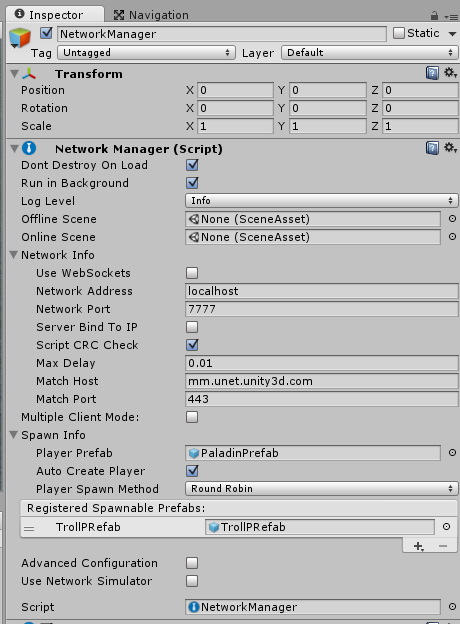 Inspector Navigation
NetworkManager Static
Tag Untagged Layer Default
Transform
Position X 0 Y 0 Z 0
Rotation X 0 Y 0 Z 0
Scale X 1 Y 1 Z 1
Network Manager (Script)
Dont Destroy On Load
Run in Background
Log Level Info
Offline Scene None (SceneAsset)
Online Scene None (SceneAsset)
Network Info
Use WebSockets
Network Address localhost
Network Port 7777
Server Bind To IP
Script CRC Check
Max Delay 0.01
Match Host mm.unet.unity3d.com
Match Port 443
Multiple Client Mode:
Spawn Info
Player Prefab PaladinPrefab
Auto Create Player
Player Spawn Method Round Robin
Registered Spawnable Prefabs:
TrollPRefab TrollPRefab
Advanced Configuration
Use Network Simulator
Script NetworkManager